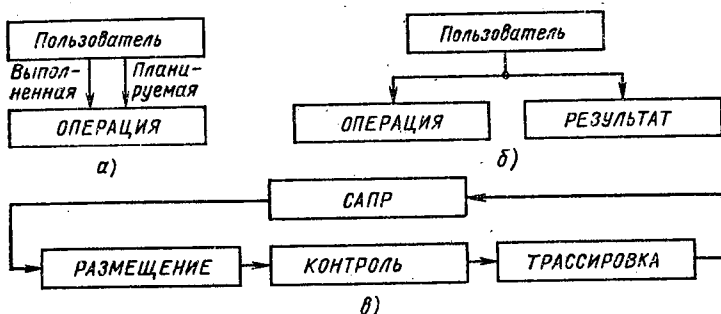 Пользователь
Выпол-
ненная
Плани-
руемая
ОПЕРАЦИЯ
а)
Пользователь
ОПЕРАЦИЯ
РЕЗУЛЬТАТ
б)
САПР
РАЗМЕЩЕНИЕ
КОНТРОЛЬ
ТРАССИРОВКА
в)